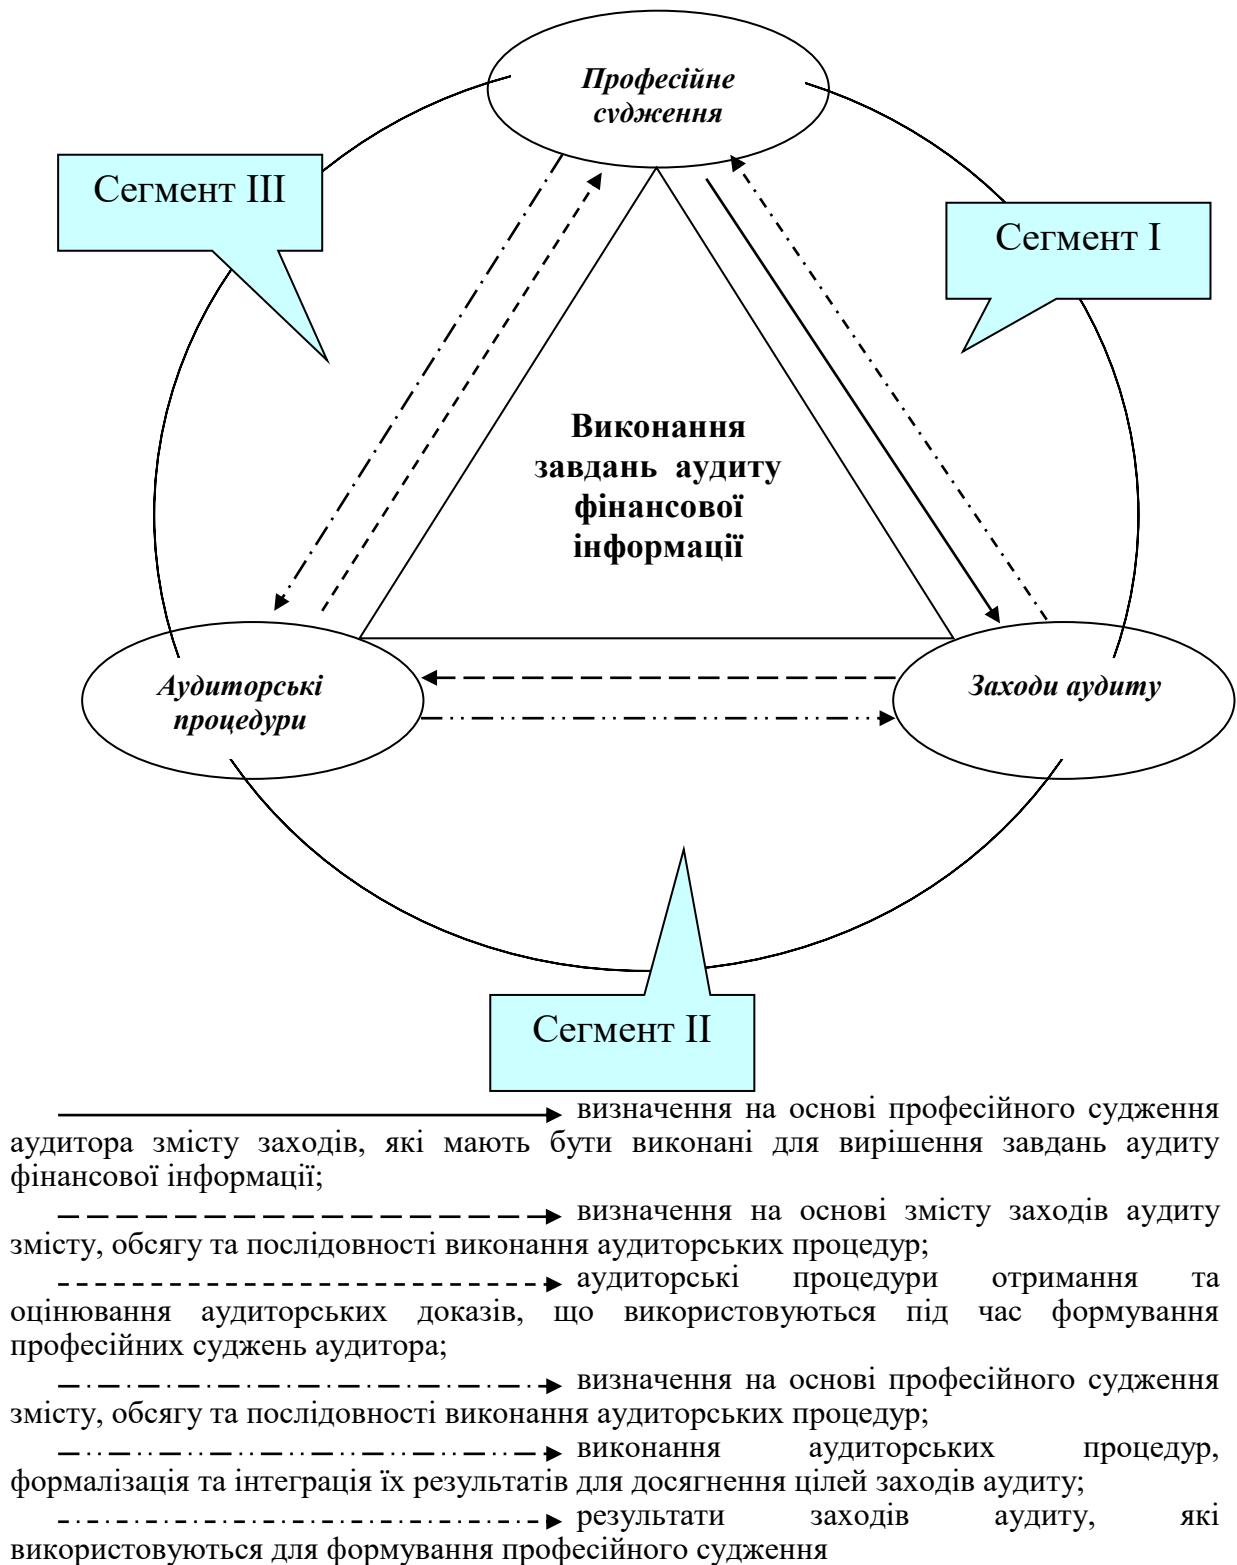 Професійне
судження
Сегмент III
Сегмент I
Виконання
завдань аудиту
фінансової
інформації
Аудиторські
процедури
Заходи аудиту
Сегмент II
визначення на основі професійного судження
аудитора змісту заходів, які мають бути виконані для вирішення завдань аудиту
фінансової інформації;
визначення на основі змісту заходів аудиту
змісту, обсягу та послідовності виконання аудиторських процедур;
аудиторські процедури отримання та
оцінювання аудиторських доказів, що використовуються під час формування
професійних суджень аудитора;
визначення на основі професійного судження
змісту, обсягу та послідовності виконання аудиторських процедур;
виконання аудиторських процедур,
формалізація та інтеграція їх результатів для досягнення цілей заходів аудиту;
результати заходів аудиту, які
використовуються для формування професійного судження